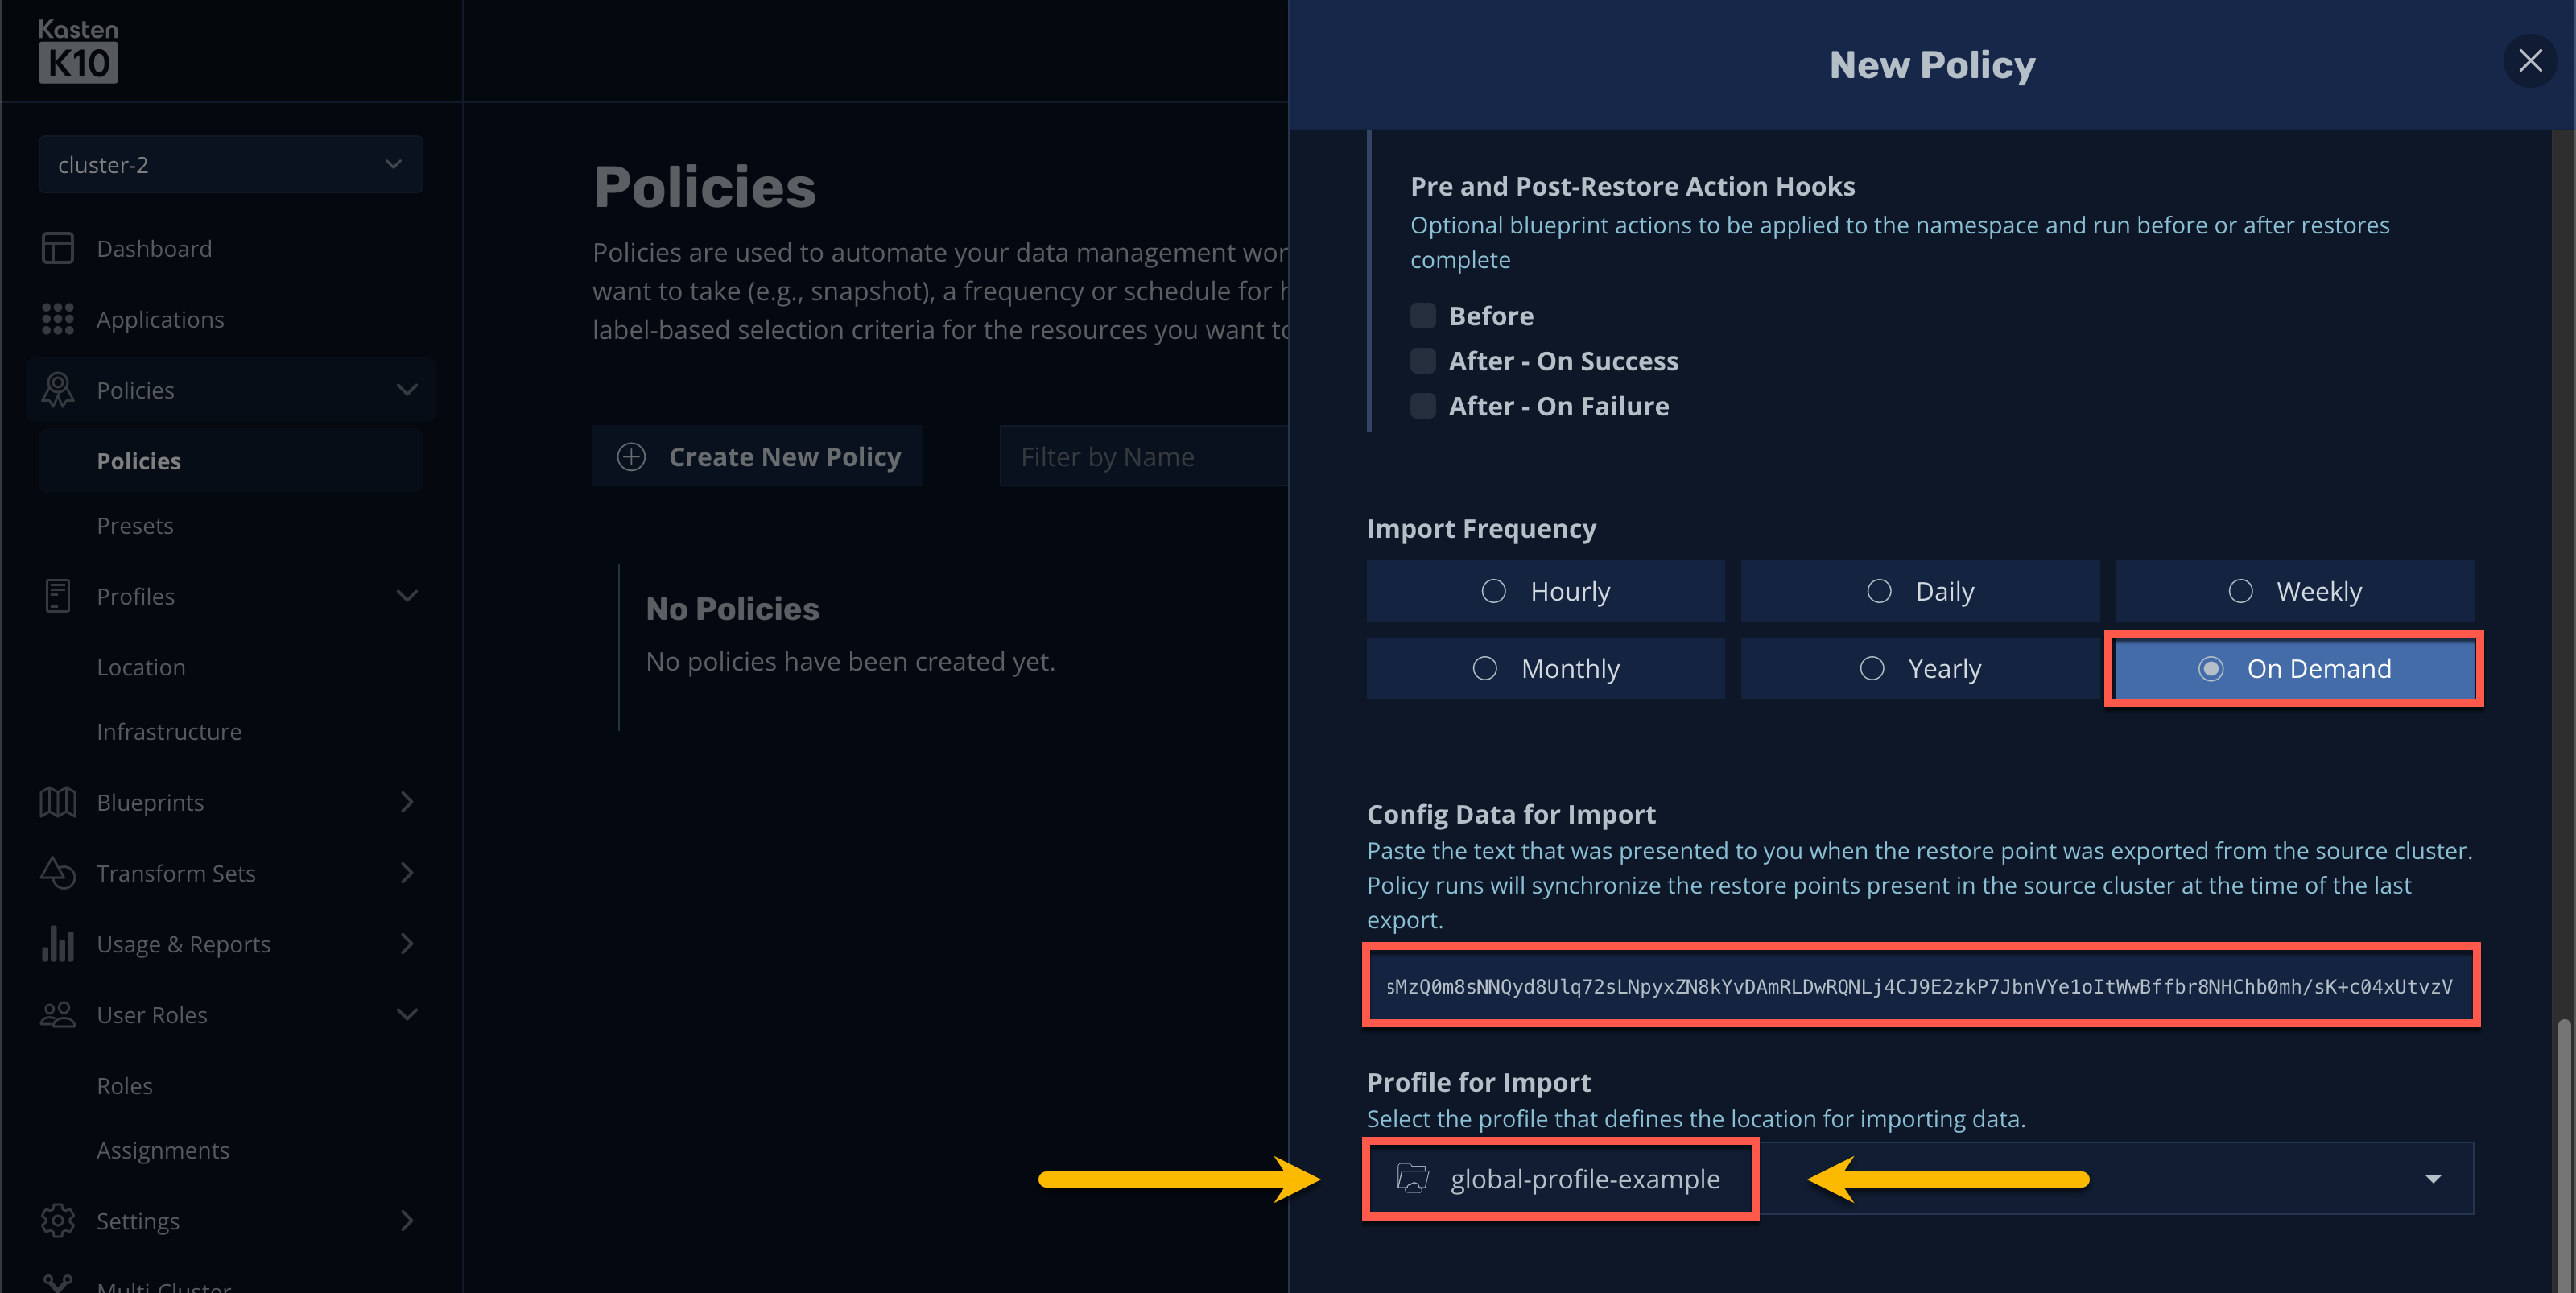 Kasten
K10
cluster-2
Dashboard
Applications
Policies
Policies
Presets
Profiles
Location
Infrastructure
Blueprints
Transform Sets
Usage & Reports
User Roles
Roles
Assignments
Settings
Multi-Cluster
Policies
Policies are used to automate your data management wor
want to take (e.g., snapshot), a frequency or schedule for h
label-based selection criteria for the resources you want to
Create New Policy
Filter by Name
No Policies
No policies have been created yet.
New Policy
Pre and Post-Restore Action Hooks
Optional blueprint actions to be applied to the namespace and run before or after restores
complete
Before
After - On Success
After - On Failure
Import Frequency
Hourly
Daily
Weekly
Monthly
Yearly
On Demand
Config Data for Import
Paste the text that was presented to you when the restore point was exported from the source cluster.
Policy runs will synchronize the restore points present in the source cluster at the time of the last
export.
sMzQ0m8sNNQyd8Ulq72sLNpyxZN8kYvDAmRLDwRQNLj4CJ9E2zkP7JbnVYe1oItWwBffbr8NHChb0mh/sK+c04xUtvzV
Profile for Import
Select the profile that defines the location for importing data.
global-profile-example